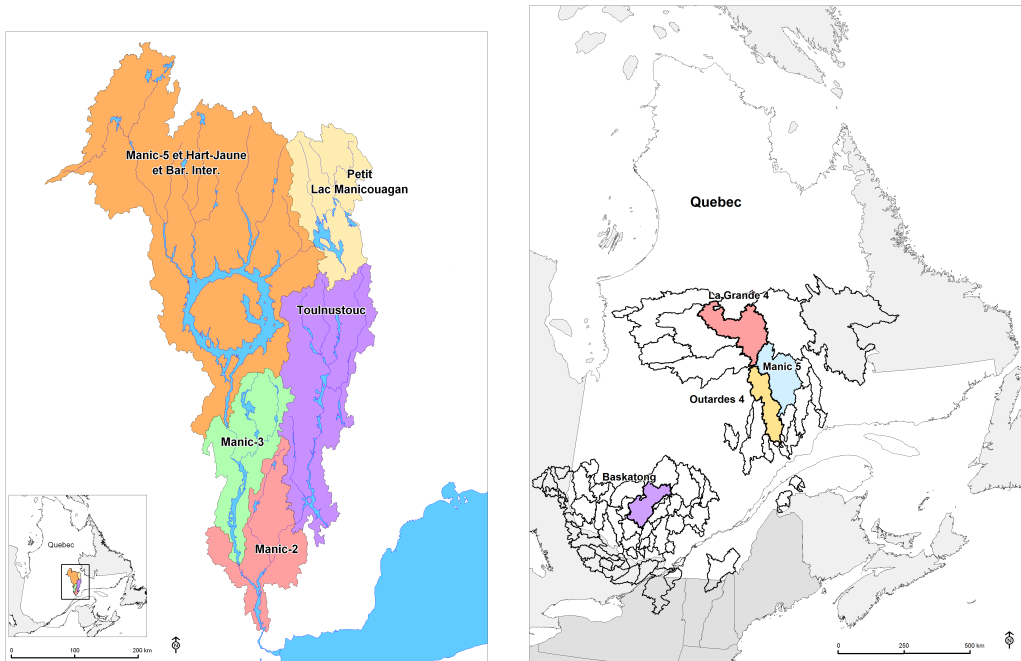 Manic-5 et Hart-Jaune
et Bar. Inter.
Petit
Lac Manicouagan
Toulnustouc
Manic-3
Manic-2
Quebec
0 100 200 km
N
Quebec
La Grande 4
Manic 5
Outardes 4
Baskatong
0 250 500 km
N